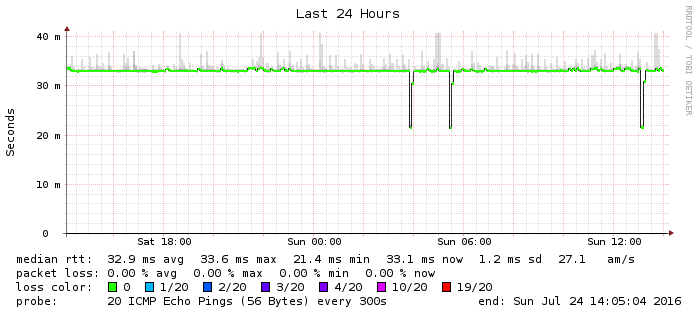 Last 24 Hours
RRDTOOL / TOBI OETIKER
Seconds
40 m
30 m
20 m
10 m
0
Sat 18:00 Sun 00:00 Sun 06:00 Sun 12:00
median rtt: 32.9 ms avg 33.6 ms max 21.4 ms min 33.1 ms now 1.2 ms sd 27.1 am/s
packet loss: 0.00 % avg 0.00 % max 0.00 % min 0.00 % now
loss color: 0 1/20 2/20 3/20 4/20 10/20 19/20
probe: 20 ICMP Echo Pings (56 Bytes) every 300s end: Sun Jul 24 14:05:04 2016